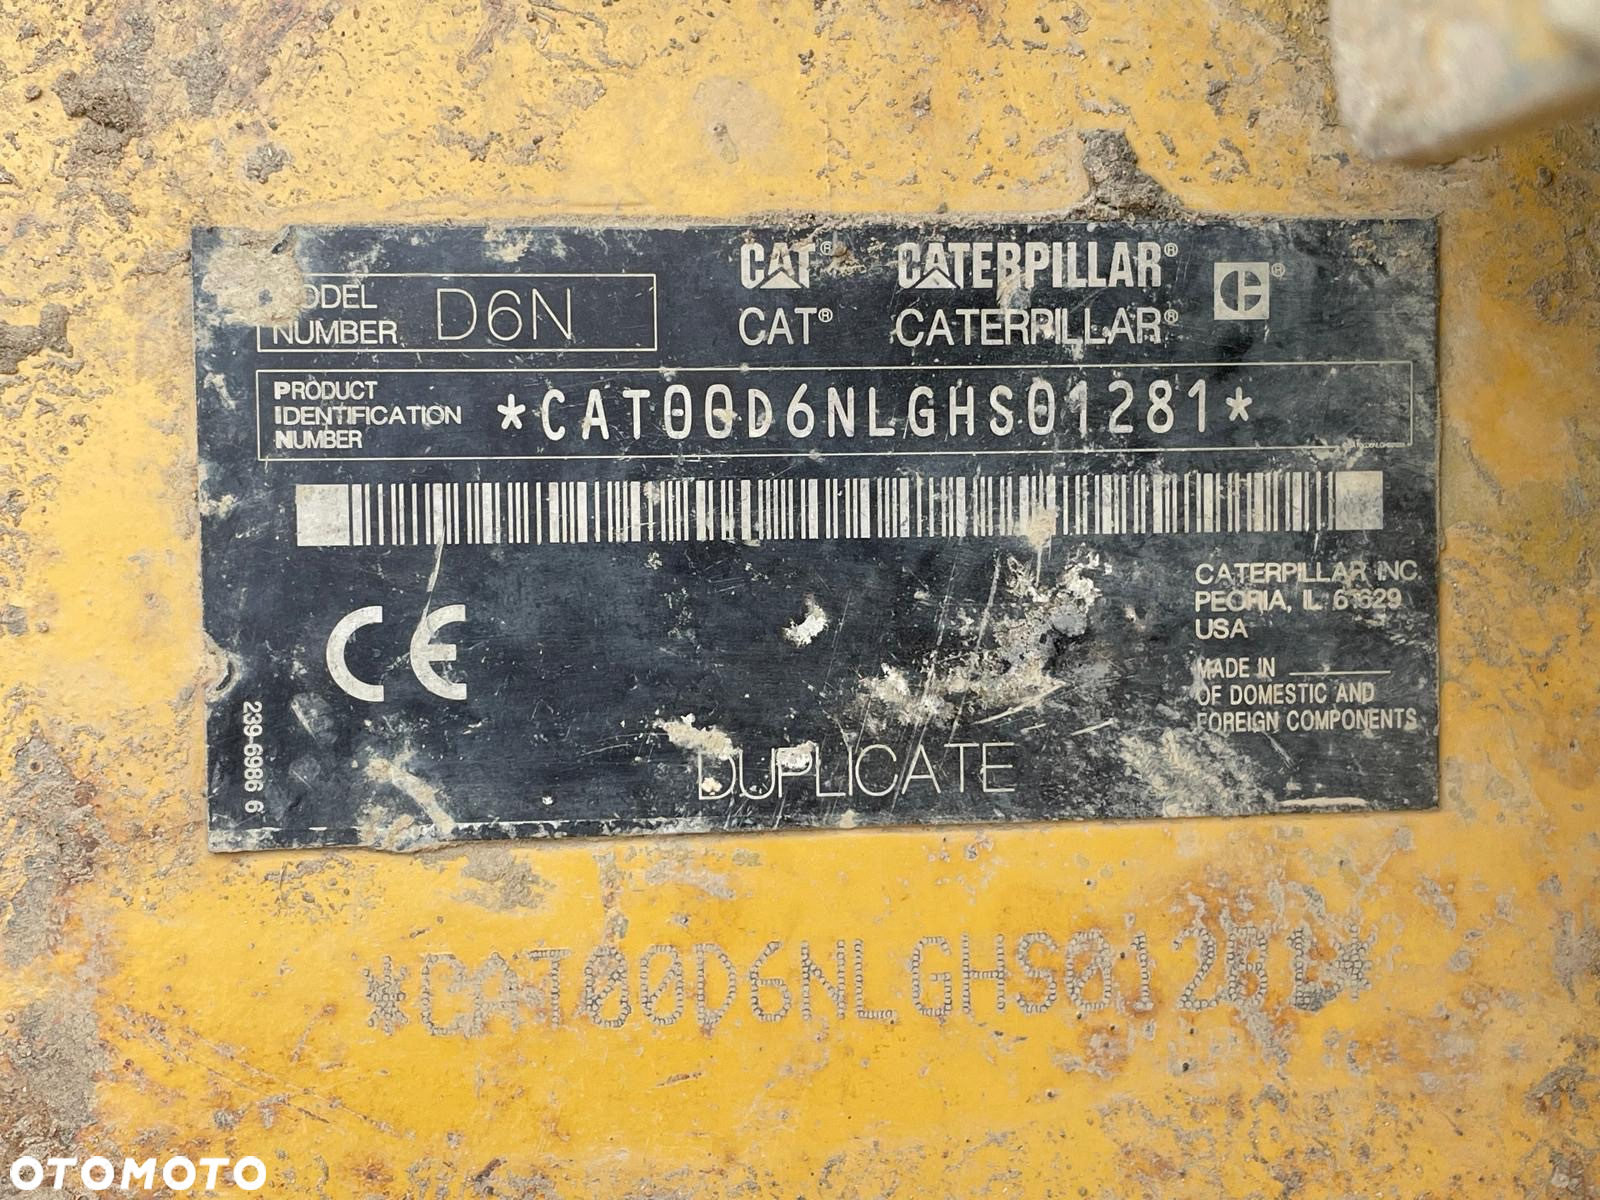 MODEL
NUMBER D6N
CAT® CATERPILLAR®
CAT® CATERPILLAR® C ®
PRODUCT
IDENTIFICATION
NUMBER
*CAT00D6NLGHS01281*
CE
CATERPILLAR INC.
PEORIA, IL 61629
USA
MADE IN
OF DOMESTIC AND
FOREIGN COMPONENTS
239-6986 6
DUPLICATE
*CAT00D6NLGHS01281*
OTOMOTO